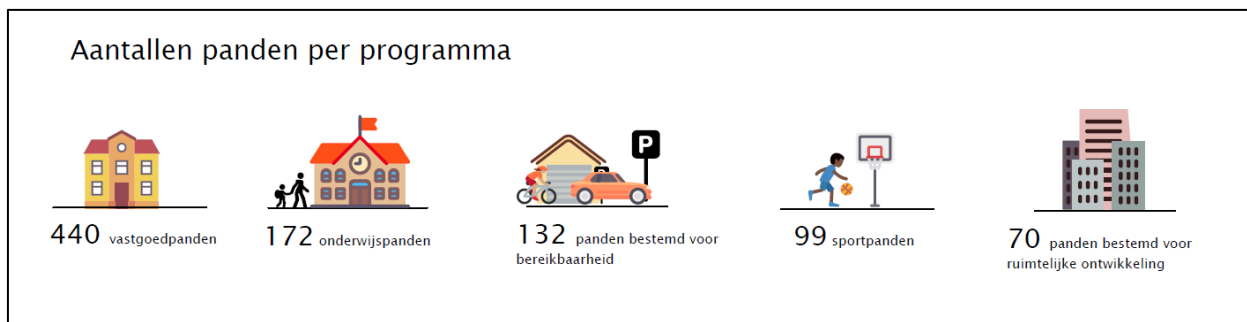 Aantallen panden per programma
P
440 vastgoedpanden
172 onderwijspanden
132 panden bestemd voor
bereikbaarheid
99 sportpanden
70 panden bestemd voor
ruimtelijke ontwikkeling